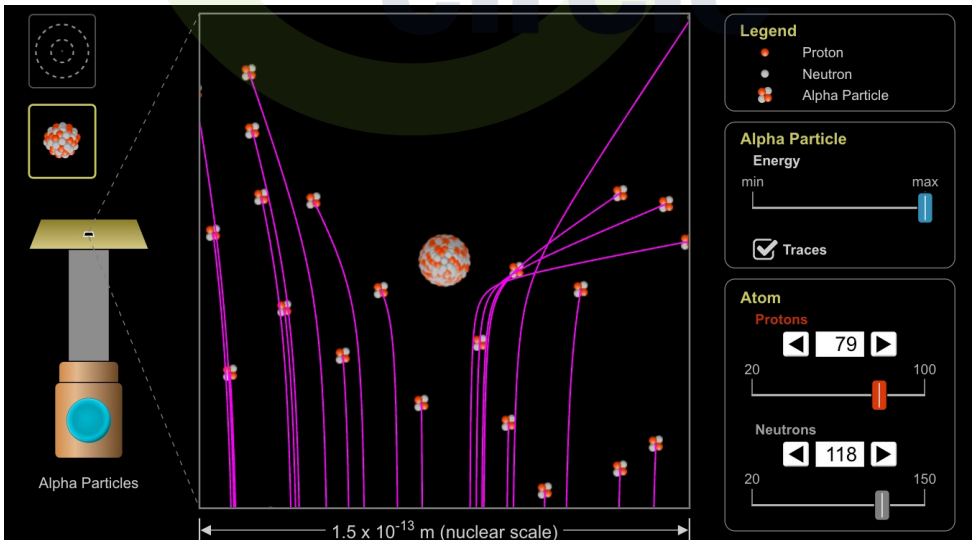 Circle
Legend
Proton
Neutron
Alpha Particle
Alpha Particle
Energy
min
max
Traces
Atom
Protons
79
20
100
Neutrons
118
20
150
Alpha Particles
1.5 x 10⁻¹³ m (nuclear scale)